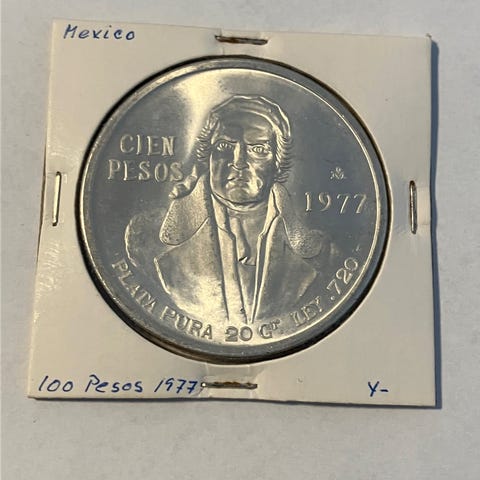 Mexico
CIEN
PESOS
M
1977
PLATA PURA 20 Gr. LEY .720
100 Pesos 1977
Y-